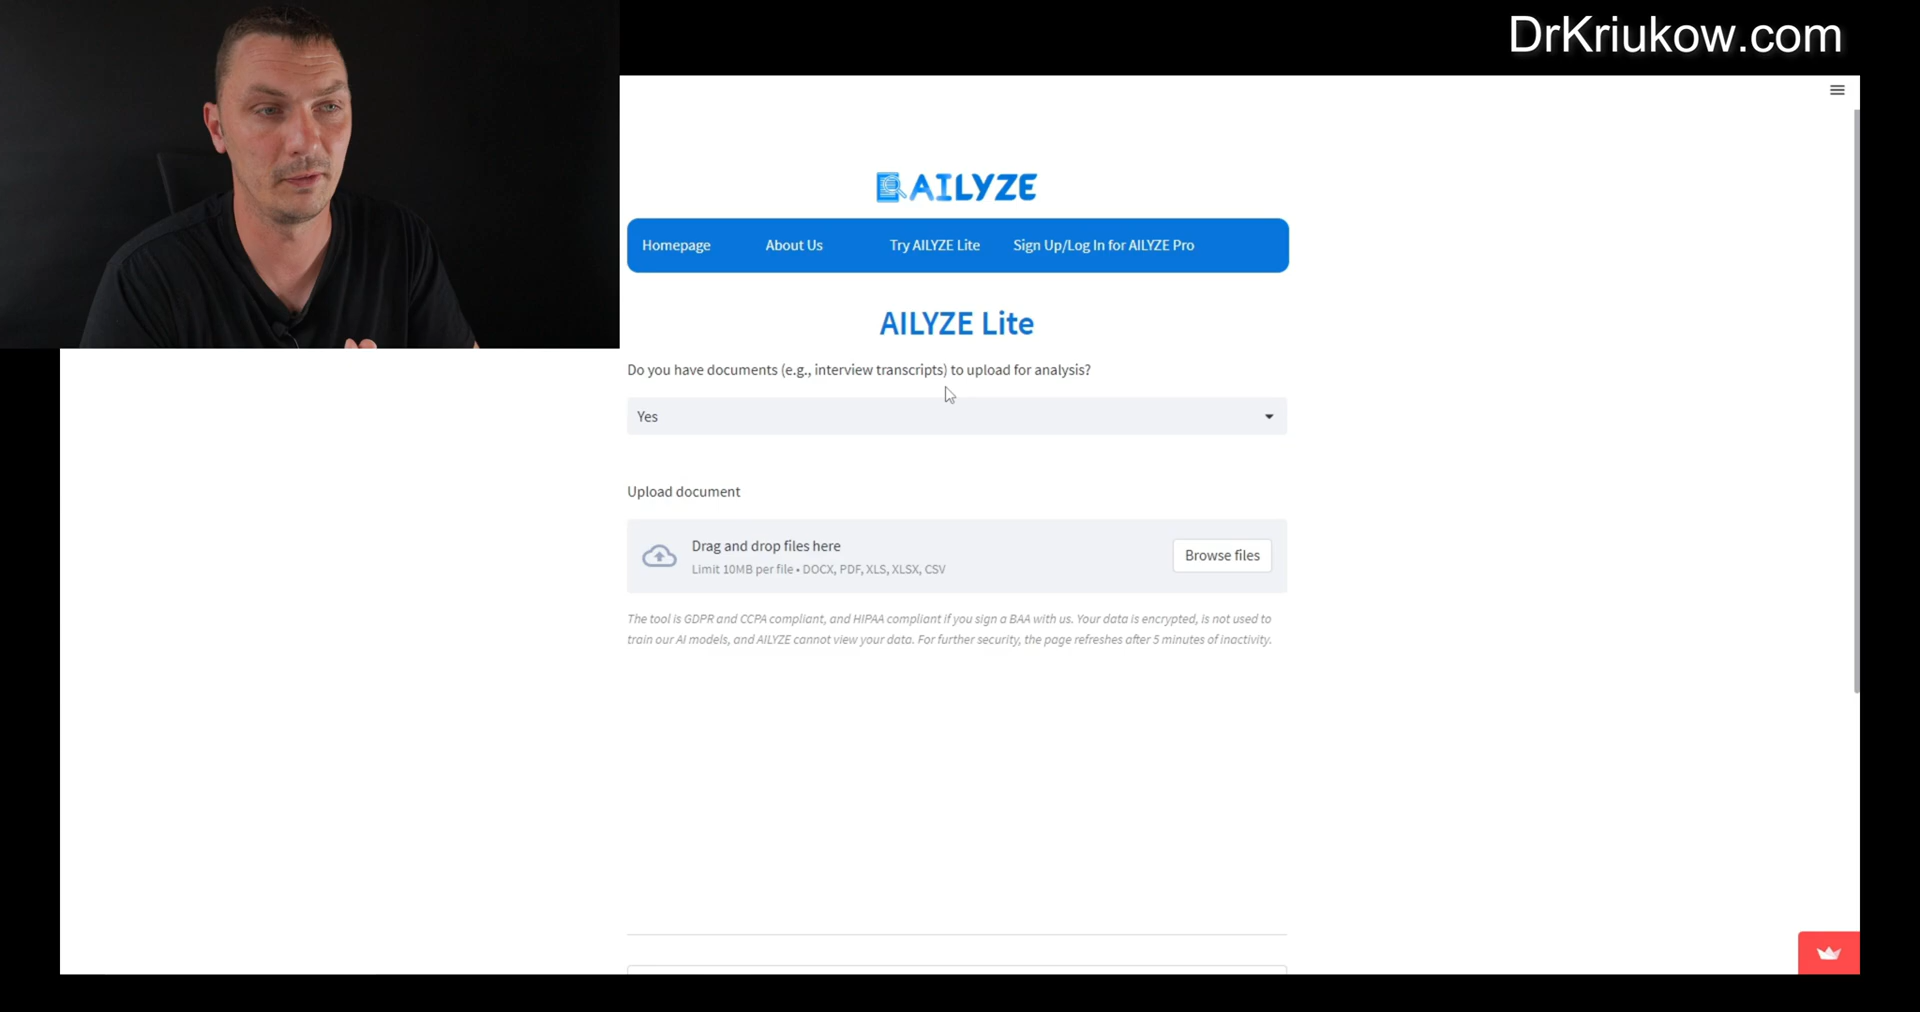 DrKriukow.com
AILYZE
Homepage About Us Try AILYZE Lite Sign Up/Log In for AILYZE Pro
AILYZE Lite
Do you have documents (e.g., interview transcripts) to upload for analysis?
Yes
Upload document
Drag and drop files here
Limit 10MB per file • DOCX, PDF, XLS, XLSX, CSV
Browse files
The tool is GDPR and CCPA compliant, and HIPAA compliant if you sign a BAA with us. Your data is encrypted, is not used to
train our AI models, and AILYZE cannot view your data. For further security, the page refreshes after 5 minutes of inactivity.